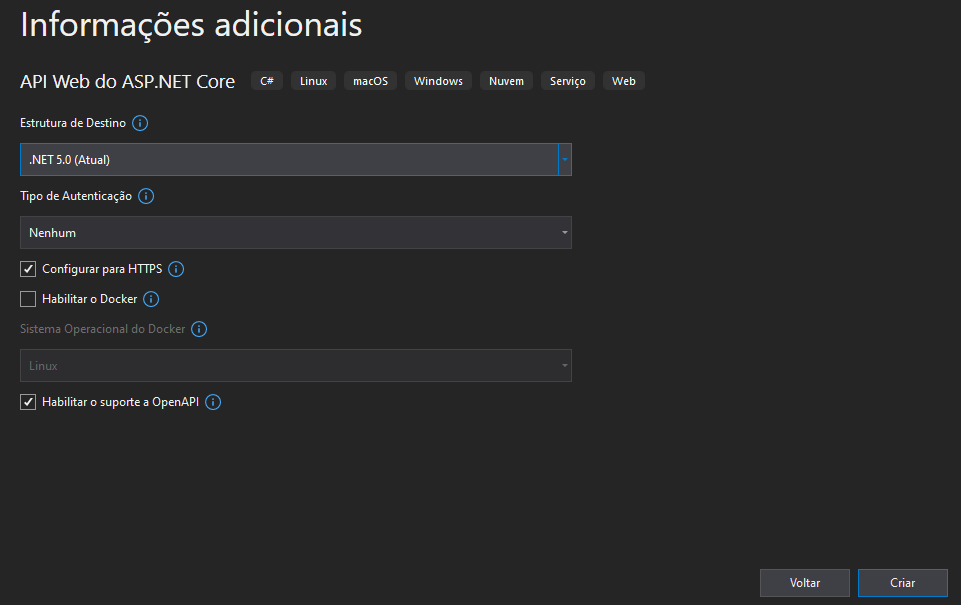 Informações adicionais
API Web do ASP.NET Core C# Linux macOS Windows Nuvem Serviço Web
Estrutura de Destino
.NET 5.0 (Atual)
Tipo de Autenticação
Nenhum
Configurar para HTTPS
Habilitar o Docker
Sistema Operacional do Docker
Linux
Habilitar o suporte a OpenAPI
Voltar Criar